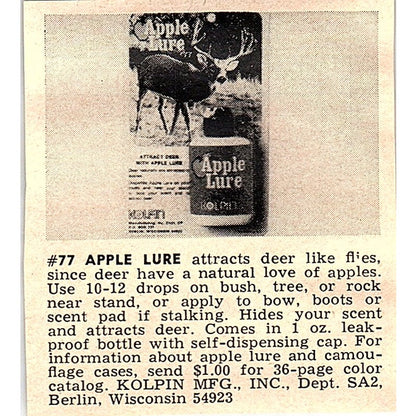 Apple
Lure
ATTRACT DEER
WITH APPLE LURE
KOLPIN
Apple
Lure
KOLPIN
#77 APPLE LURE attracts deer like flies,
since deer have a natural love of apples.
Use 10-12 drops on bush, tree, or rock
near stand, or apply to bow, boots or
scent pad if stalking. Hides your scent
and attracts deer. Comes in 1 oz. leak-
proof bottle with self-dispensing cap. For
information about apple lure and camou-
flage cases, send $1.00 for 36-page color
catalog. KOLPIN MFG., INC., Dept. SA2,
Berlin, Wisconsin 54923